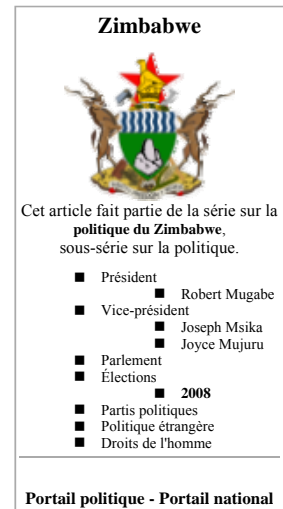 Zimbabwe
Cet article fait partie de la série sur la
politique du Zimbabwe,
sous-série sur la politique.
Président
Robert Mugabe
Vice-président
Joseph Msika
Joyce Mujuru
Parlement
Élections
2008
Partis politiques
Politique étrangère
Droits de l'homme
Portail politique - Portail national